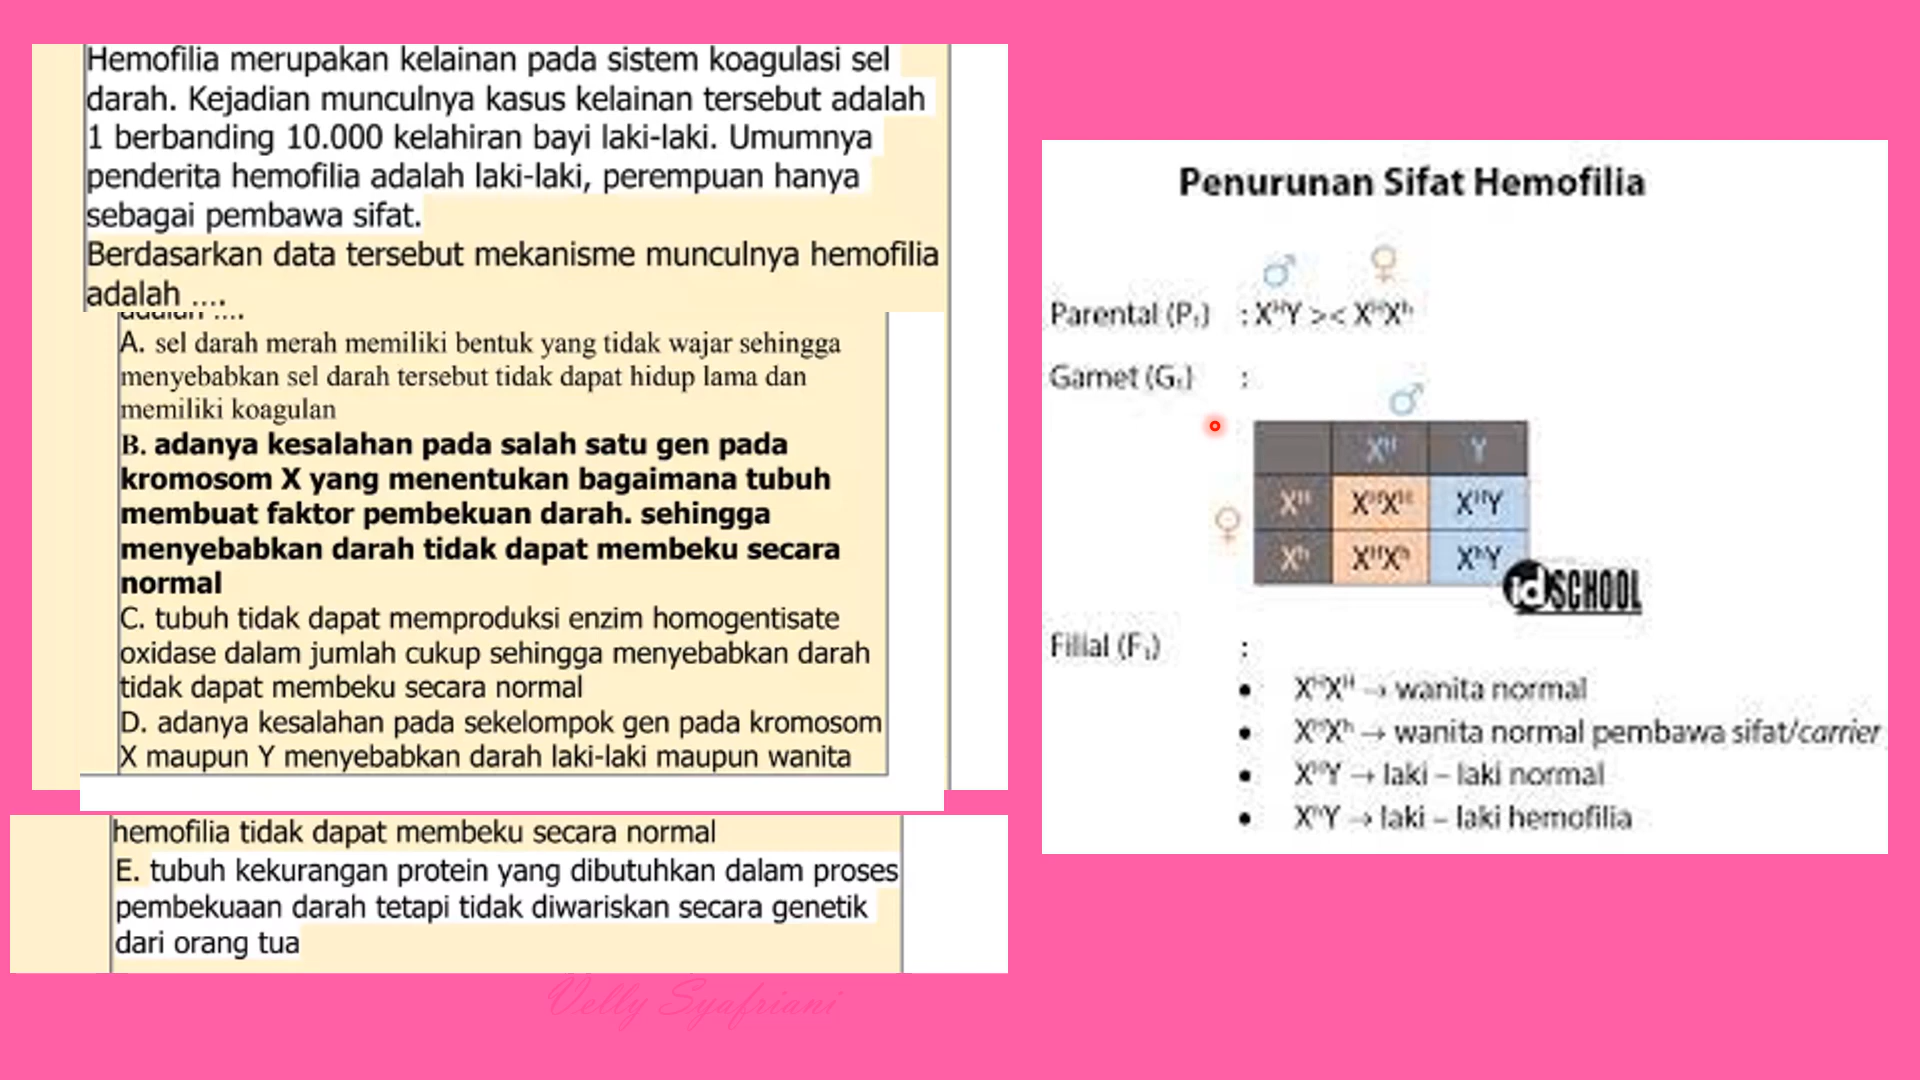 Hemofilia merupakan kelainan pada sistem koagulasi sel
darah. Kejadian munculnya kasus kelainan tersebut adalah
1 berbanding 10.000 kelahiran bayi laki-laki. Umumnya
penderita hemofilia adalah laki-laki, perempuan hanya
sebagai pembawa sifat.
Berdasarkan data tersebut mekanisme munculnya hemofilia
adalah ....
adalah ....
A. sel darah merah memiliki bentuk yang tidak wajar sehingga
menyebabkan sel darah tersebut tidak dapat hidup lama dan
memiliki koagulan
B. adanya kesalahan pada salah satu gen pada
kromosom X yang menentukan bagaimana tubuh
membuat faktor pembekuan darah. sehingga
menyebabkan darah tidak dapat membeku secara
normal
C. tubuh tidak dapat memproduksi enzim homogentisate
oxidase dalam jumlah cukup sehingga menyebabkan darah
tidak dapat membeku secara normal
D. adanya kesalahan pada sekelompok gen pada kromosom
X maupun Y menyebabkan darah laki-laki maupun wanita
hemofilia tidak dapat membeku secara normal
E. tubuh kekurangan protein yang dibutuhkan dalam proses
pembekuaan darah tetapi tidak diwariskan secara genetik
dari orang tua
Velly Syafriani
Penurunan Sifat Hemofilia
♂ ♀
Parental (P₁) : XᴴY >< XᴴXʰ
Gamet (G₁) :
♂
Xᴴ Y
♀
Xᴴ XᴴXᴴ XᴴY
Xʰ XᴴXʰ XʰY
idSCHOOL
Filial (F₁) :
• XᴴXᴴ → wanita normal
• XᴴXʰ → wanita normal pembawa sifat/carrier
• XᴴY → laki – laki normal
• XʰY → laki – laki hemofilia